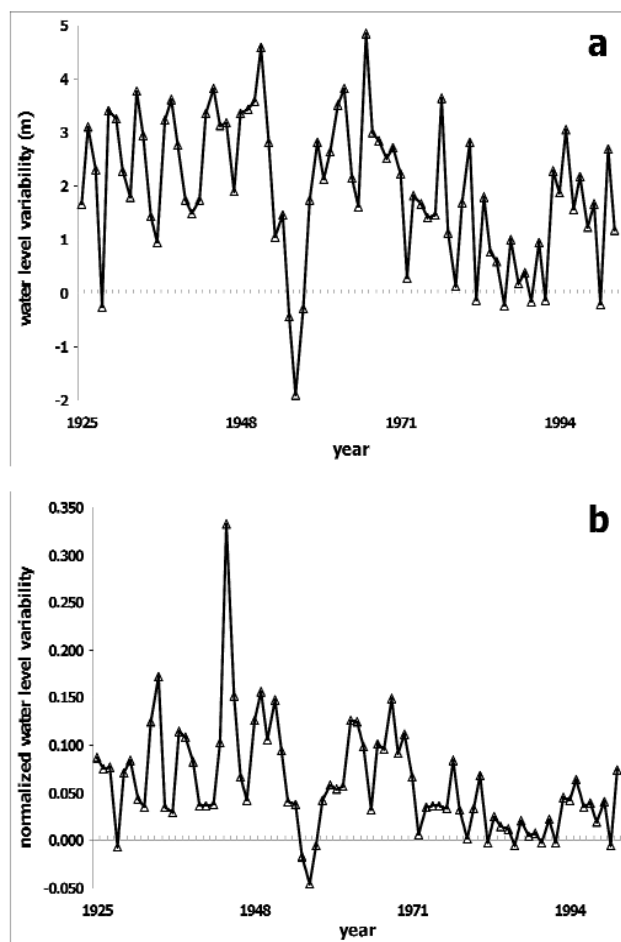 a
5
4
3
2
1
0
-1
-2
water level variability (m)
1925 1948 1971 1994
year
b
0.350
0.300
0.250
0.200
0.150
0.100
0.050
0.000
-0.050
normalized water level variability
1925 1948 1971 1994
year